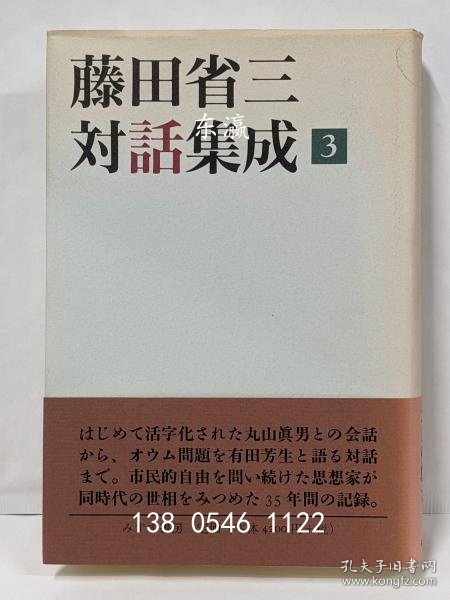 藤田省三
対話集成 3
东瀛
はじめて活字化された丸山眞男との会話
から、オウム問題を有田芳生と語る対話
まで。市民的自由を問い続けた思想家が
同時代の世相をみつめた35年間の記録。
138 0546 1122
孔夫子旧书网
kongfz.com